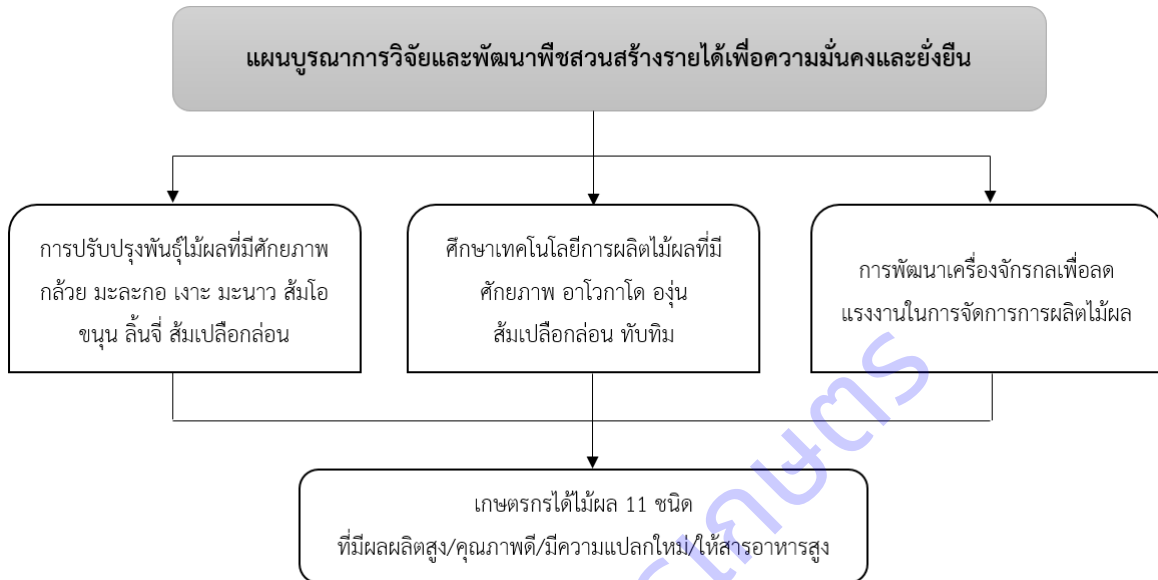 แผนบูรณาการวิจัยและพัฒนาพืชสวนสร้างรายได้เพื่อความมั่นคงและยั่งยืน
การปรับปรุงพันธุ์ไม้ผลที่มีศักยภาพ
กล้วย มะละกอ เงาะ มะนาว ส้มโอ
ขนุน ลิ้นจี่ ส้มเปลือกล่อน
ศึกษาเทคโนโลยีการผลิตไม้ผลที่มี
ศักยภาพ อาโวกาโด องุ่น
ส้มเปลือกล่อน ทับทิม
การพัฒนาเครื่องจักรกลเพื่อลด
แรงงานในการจัดการการผลิตไม้ผล
เกษตรกรได้ไม้ผล 11 ชนิด
ที่มีผลผลิตสูง/คุณภาพดี/มีความแปลกใหม่/ให้สารอาหารสูง